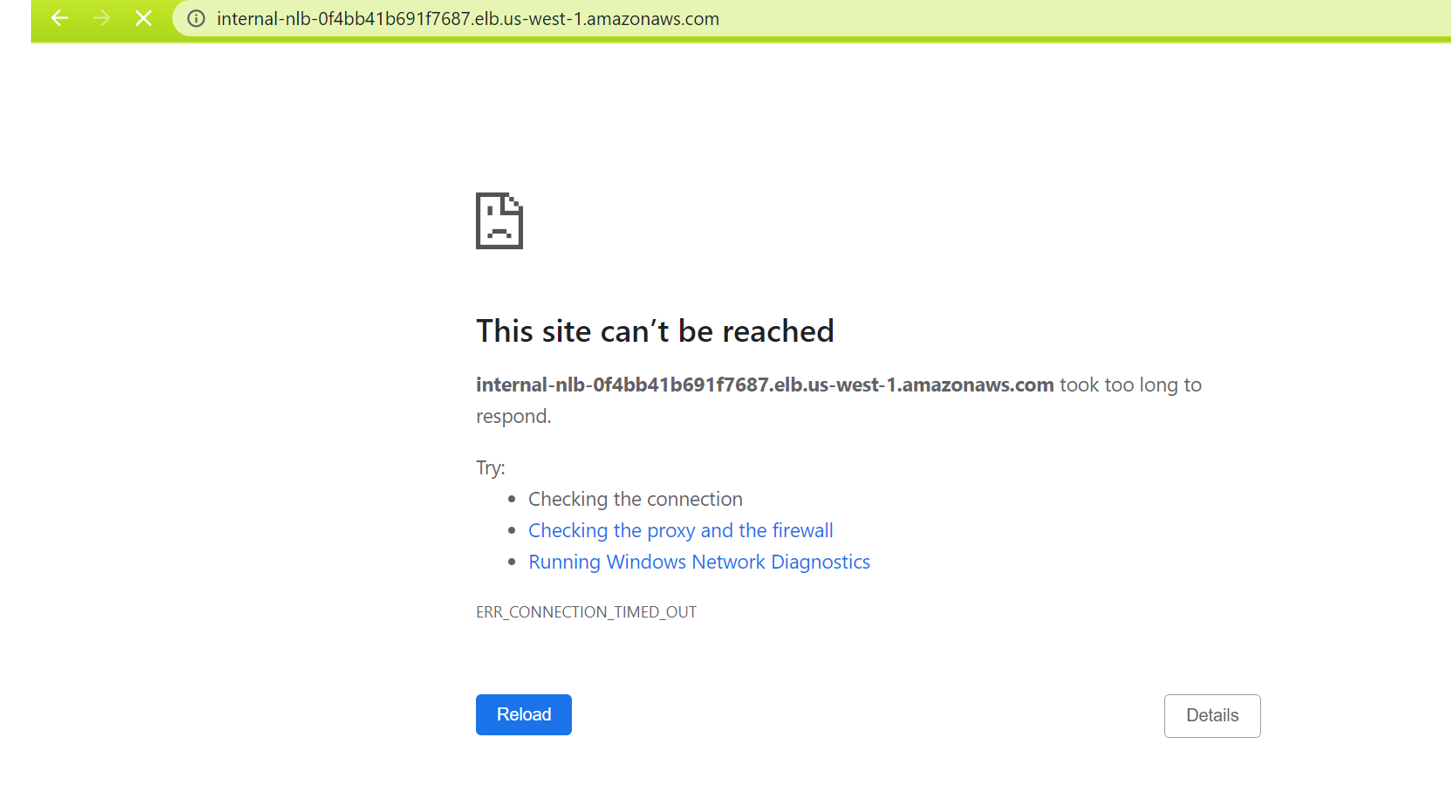 internal-nlb-0f4bb41b691f7687.elb.us-west-1.amazonaws.com
This site can’t be reached
internal-nlb-0f4bb41b691f7687.elb.us-west-1.amazonaws.com took too long to
respond.
Try:
Checking the connection
Checking the proxy and the firewall
Running Windows Network Diagnostics
ERR_CONNECTION_TIMED_OUT
Reload
Details